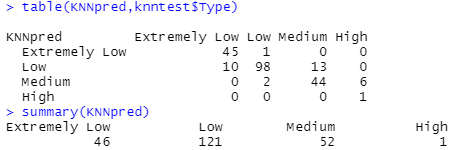 > table(KNNpred,knntest$Type)
KNNpred Extremely Low Low Medium High
Extremely Low 45 1 0 0
Low 10 98 13 0
Medium 0 2 44 6
High 0 0 0 1
> summary(KNNpred)
Extremely Low Low Medium High
46 121 52 1